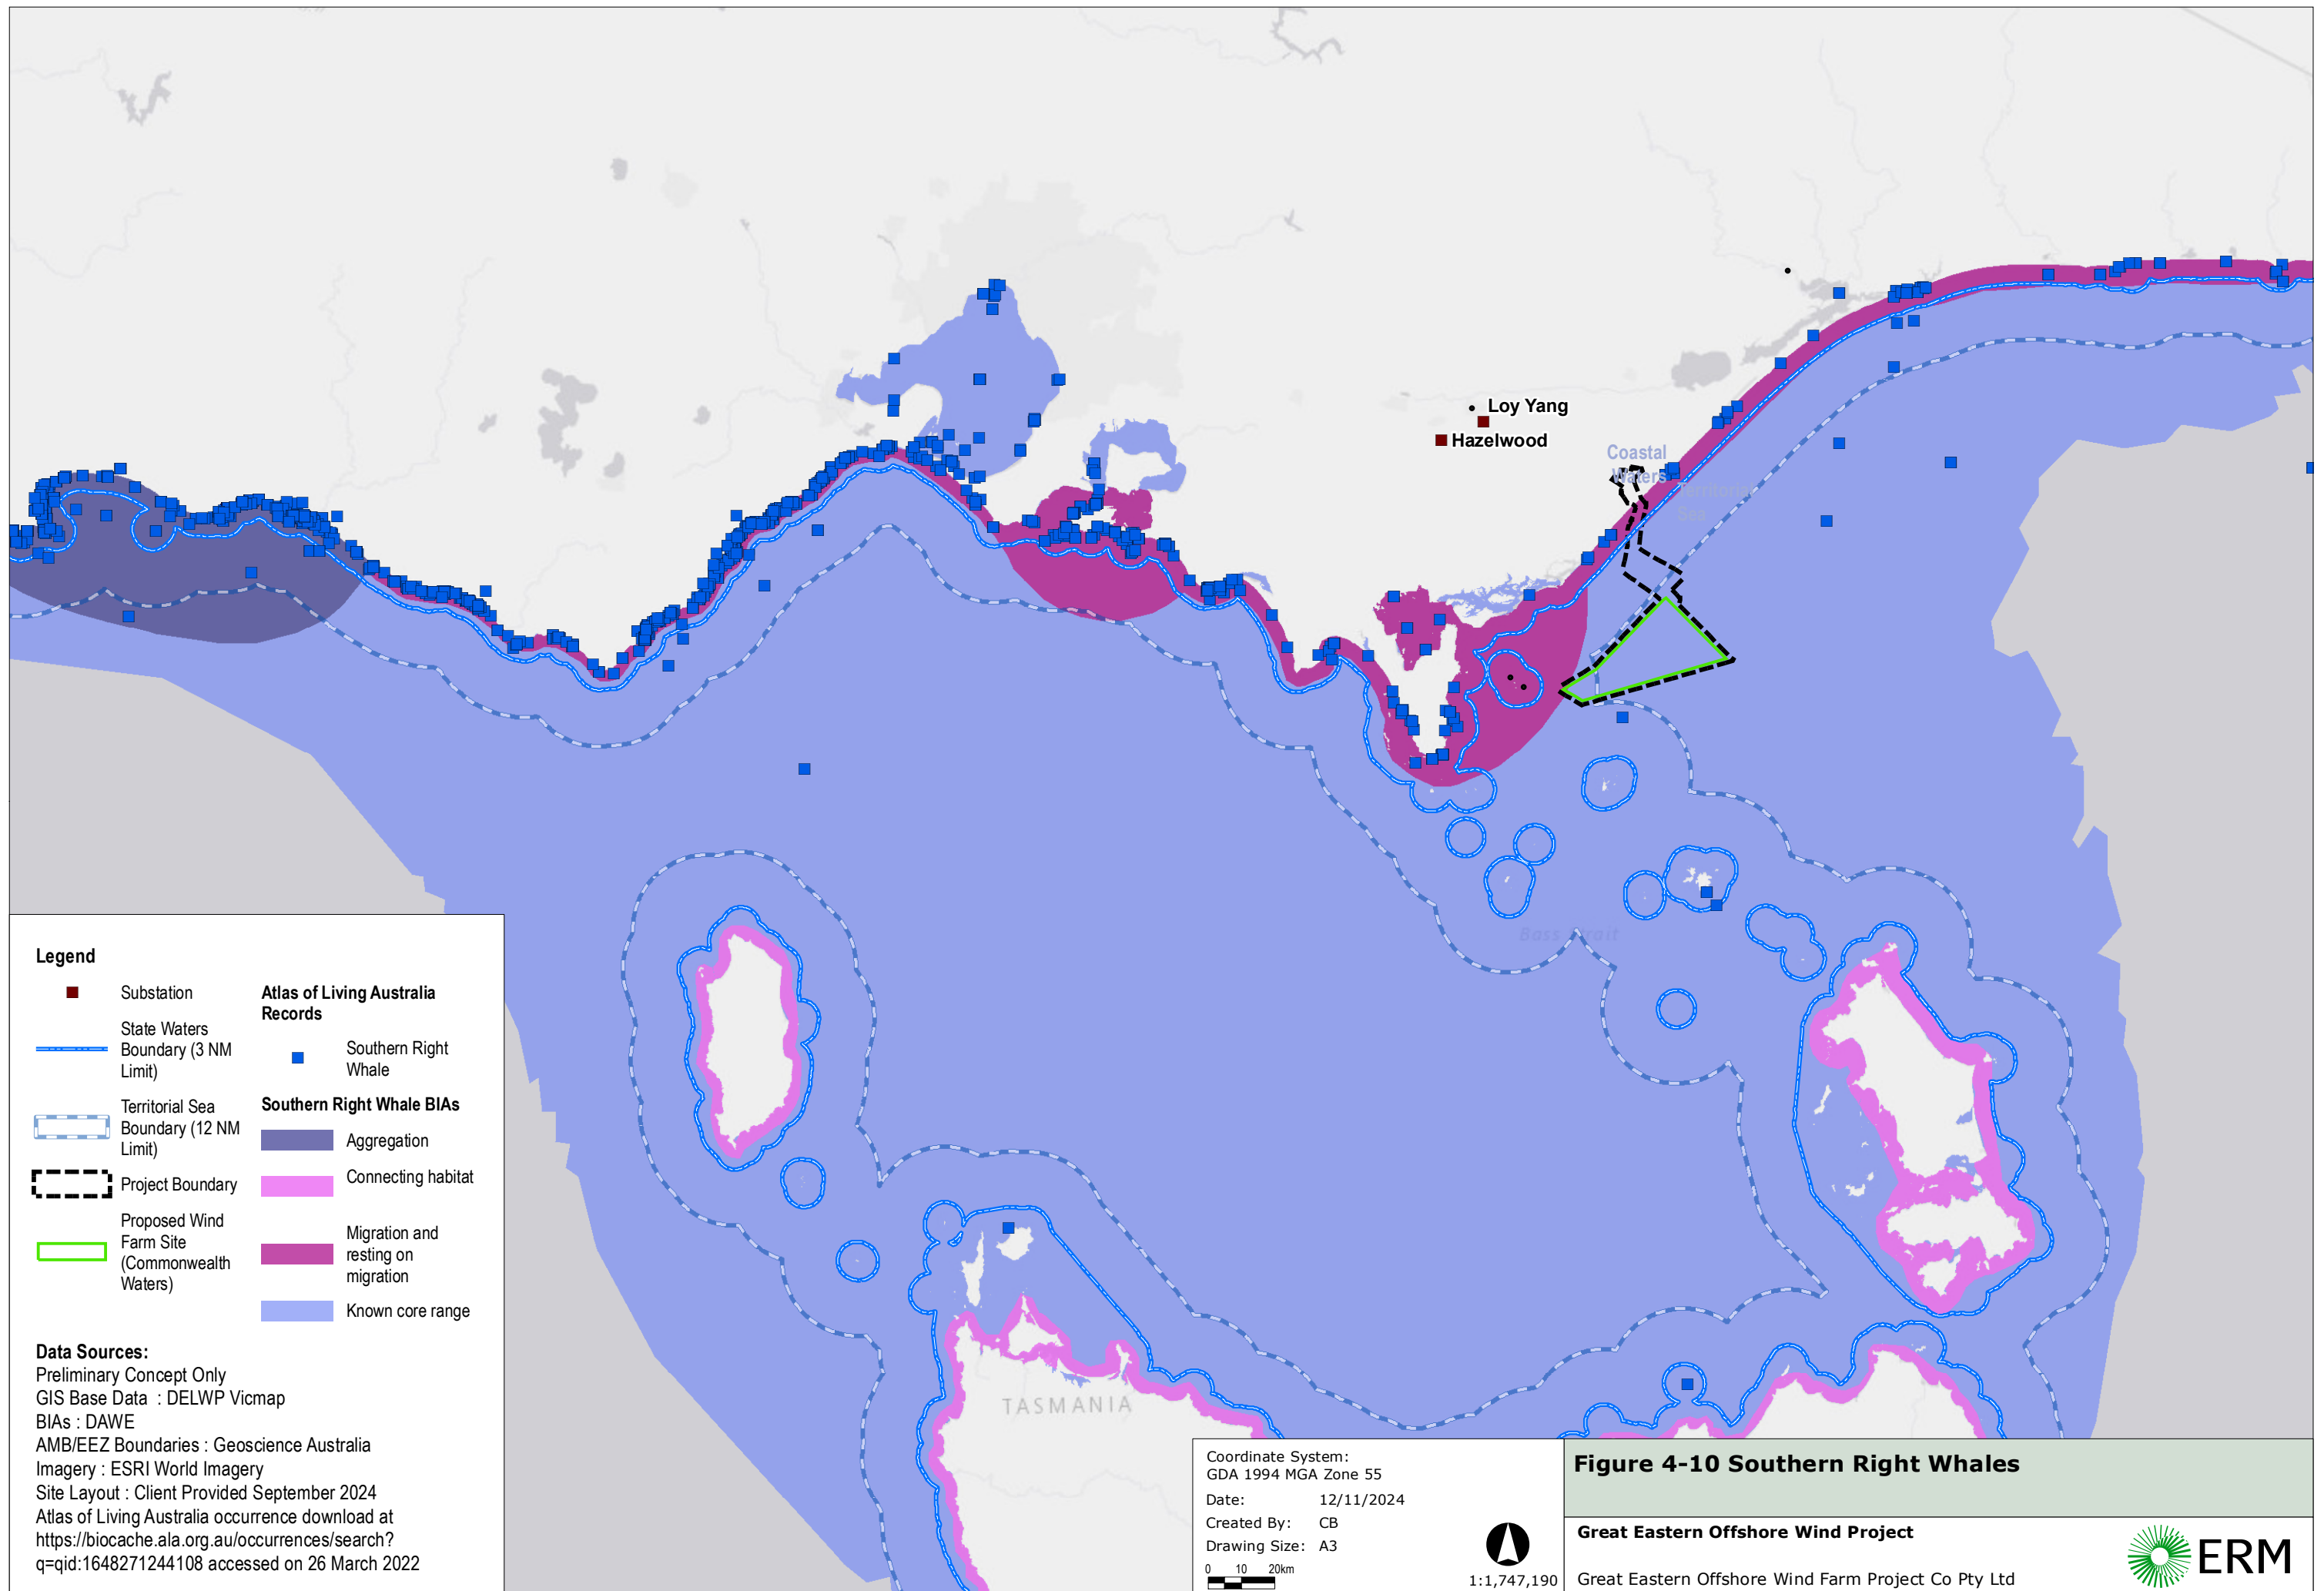 Loy Yang
Hazelwood
Coastal
Waters
Territorial
Sea
Bass Strait
TASMANIA
Legend
Substation
State Waters
Boundary (3 NM
Limit)
Territorial Sea
Boundary (12 NM
Limit)
Project Boundary
Proposed Wind
Farm Site
(Commonwealth
Waters)
Atlas of Living Australia
Records
Southern Right
Whale
Southern Right Whale BIAs
Aggregation
Connecting habitat
Migration and
resting on
migration
Known core range
Data Sources:
Preliminary Concept Only
GIS Base Data : DELWP Vicmap
BIAs : DAWE
AMB/EEZ Boundaries : Geoscience Australia
Imagery : ESRI World Imagery
Site Layout : Client Provided September 2024
Atlas of Living Australia occurrence download at
https://biocache.ala.org.au/occurrences/search?
q=qid:1648271244108 accessed on 26 March 2022
Coordinate System:
GDA 1994 MGA Zone 55
Date: 12/11/2024
Created By: CB
Drawing Size: A3
0 10 20km
1:1,747,190
Figure 4-10 Southern Right Whales
Great Eastern Offshore Wind Project
Great Eastern Offshore Wind Farm Project Co Pty Ltd
ERM